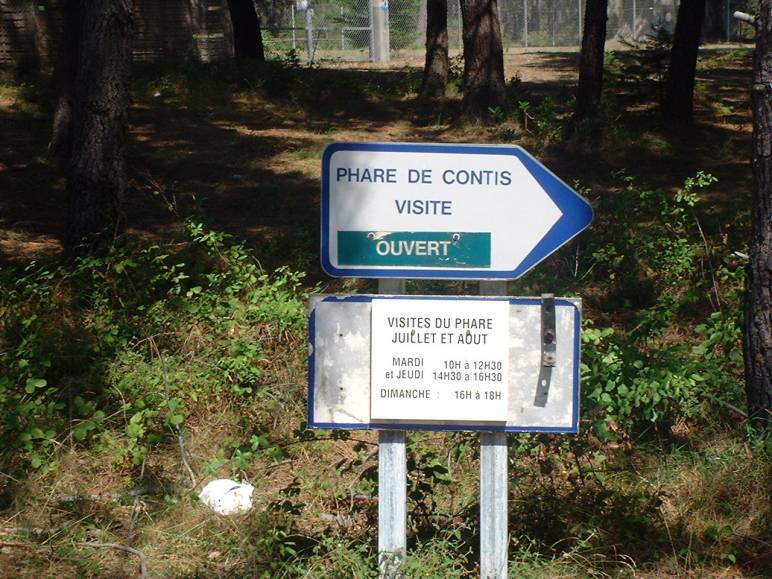 PHARE DE CONTIS
VISITE
OUVERT
VISITES DU PHARE
JUILLET ET AOUT
MARDI 10H à 12H30
et JEUDI 14H30 à 16H30
DIMANCHE : 16H à 18H